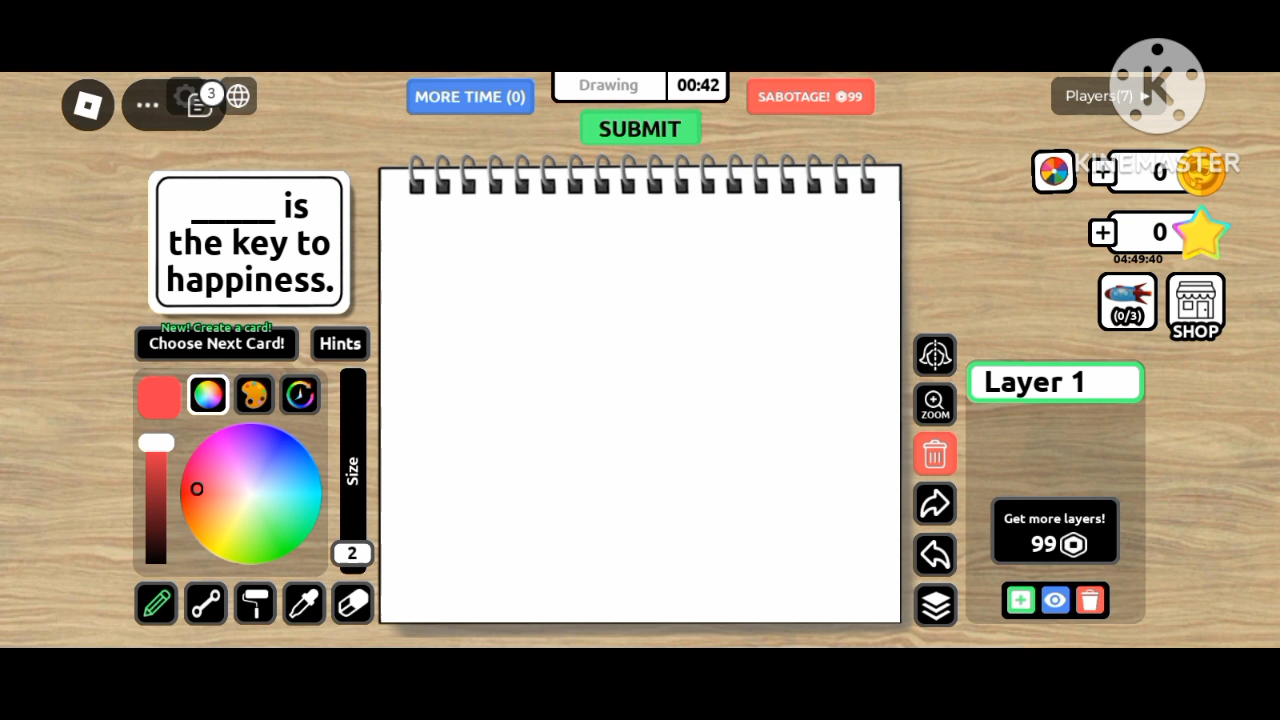 3
MORE TIME (0)
Drawing
00:42
SABOTAGE! 99
Players(7)
K
KINEMASTER
SUBMIT
0
_____ is
the key to
happiness.
0
04:49:40
(0/3)
SHOP
New! Create a card!
Choose Next Card!
Hints
Layer 1
ZOOM
Size
2
Get more layers!
99